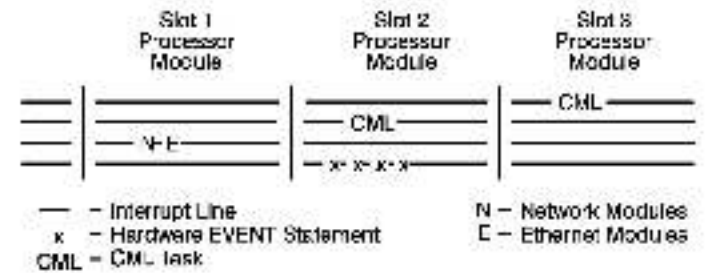 Slot 1 Processor Module
Slot 2 Processor Module
Slot 3 Processor Module
CML
CML
N E
x x x x
— – Interrupt Line
x – Hardware EVENT Statement
CML – CML Task
N – Network Modules
E – Ethernet Modules